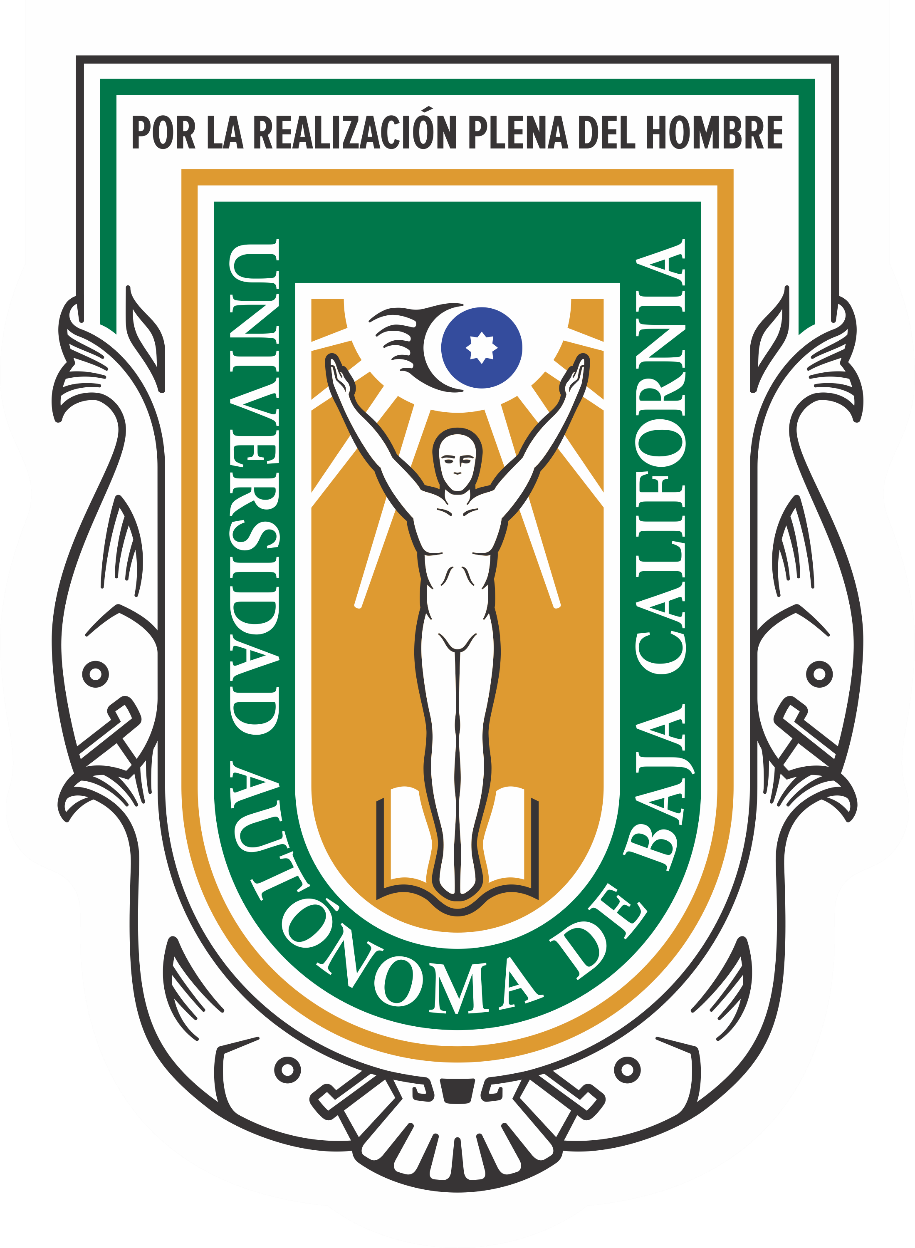 POR LA REALIZACIÓN PLENA DEL HOMBRE
UNIVERSIDAD AUTÓNOMA DE BAJA CALIFORNIA